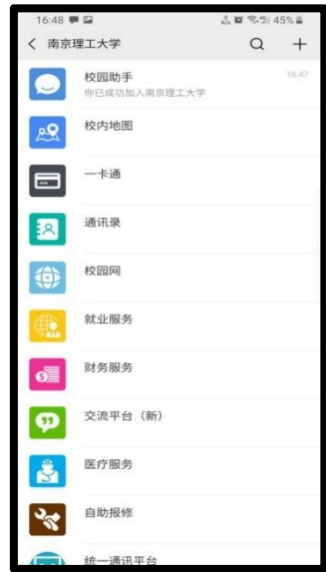 16:48 45%
南京理工大学
校园助手 16:47
你已成功加入南京理工大学
校内地图
一卡通
通讯录
校园网
就业服务
财务服务
交流平台（新）
医疗服务
自助报修
统一通讯平台